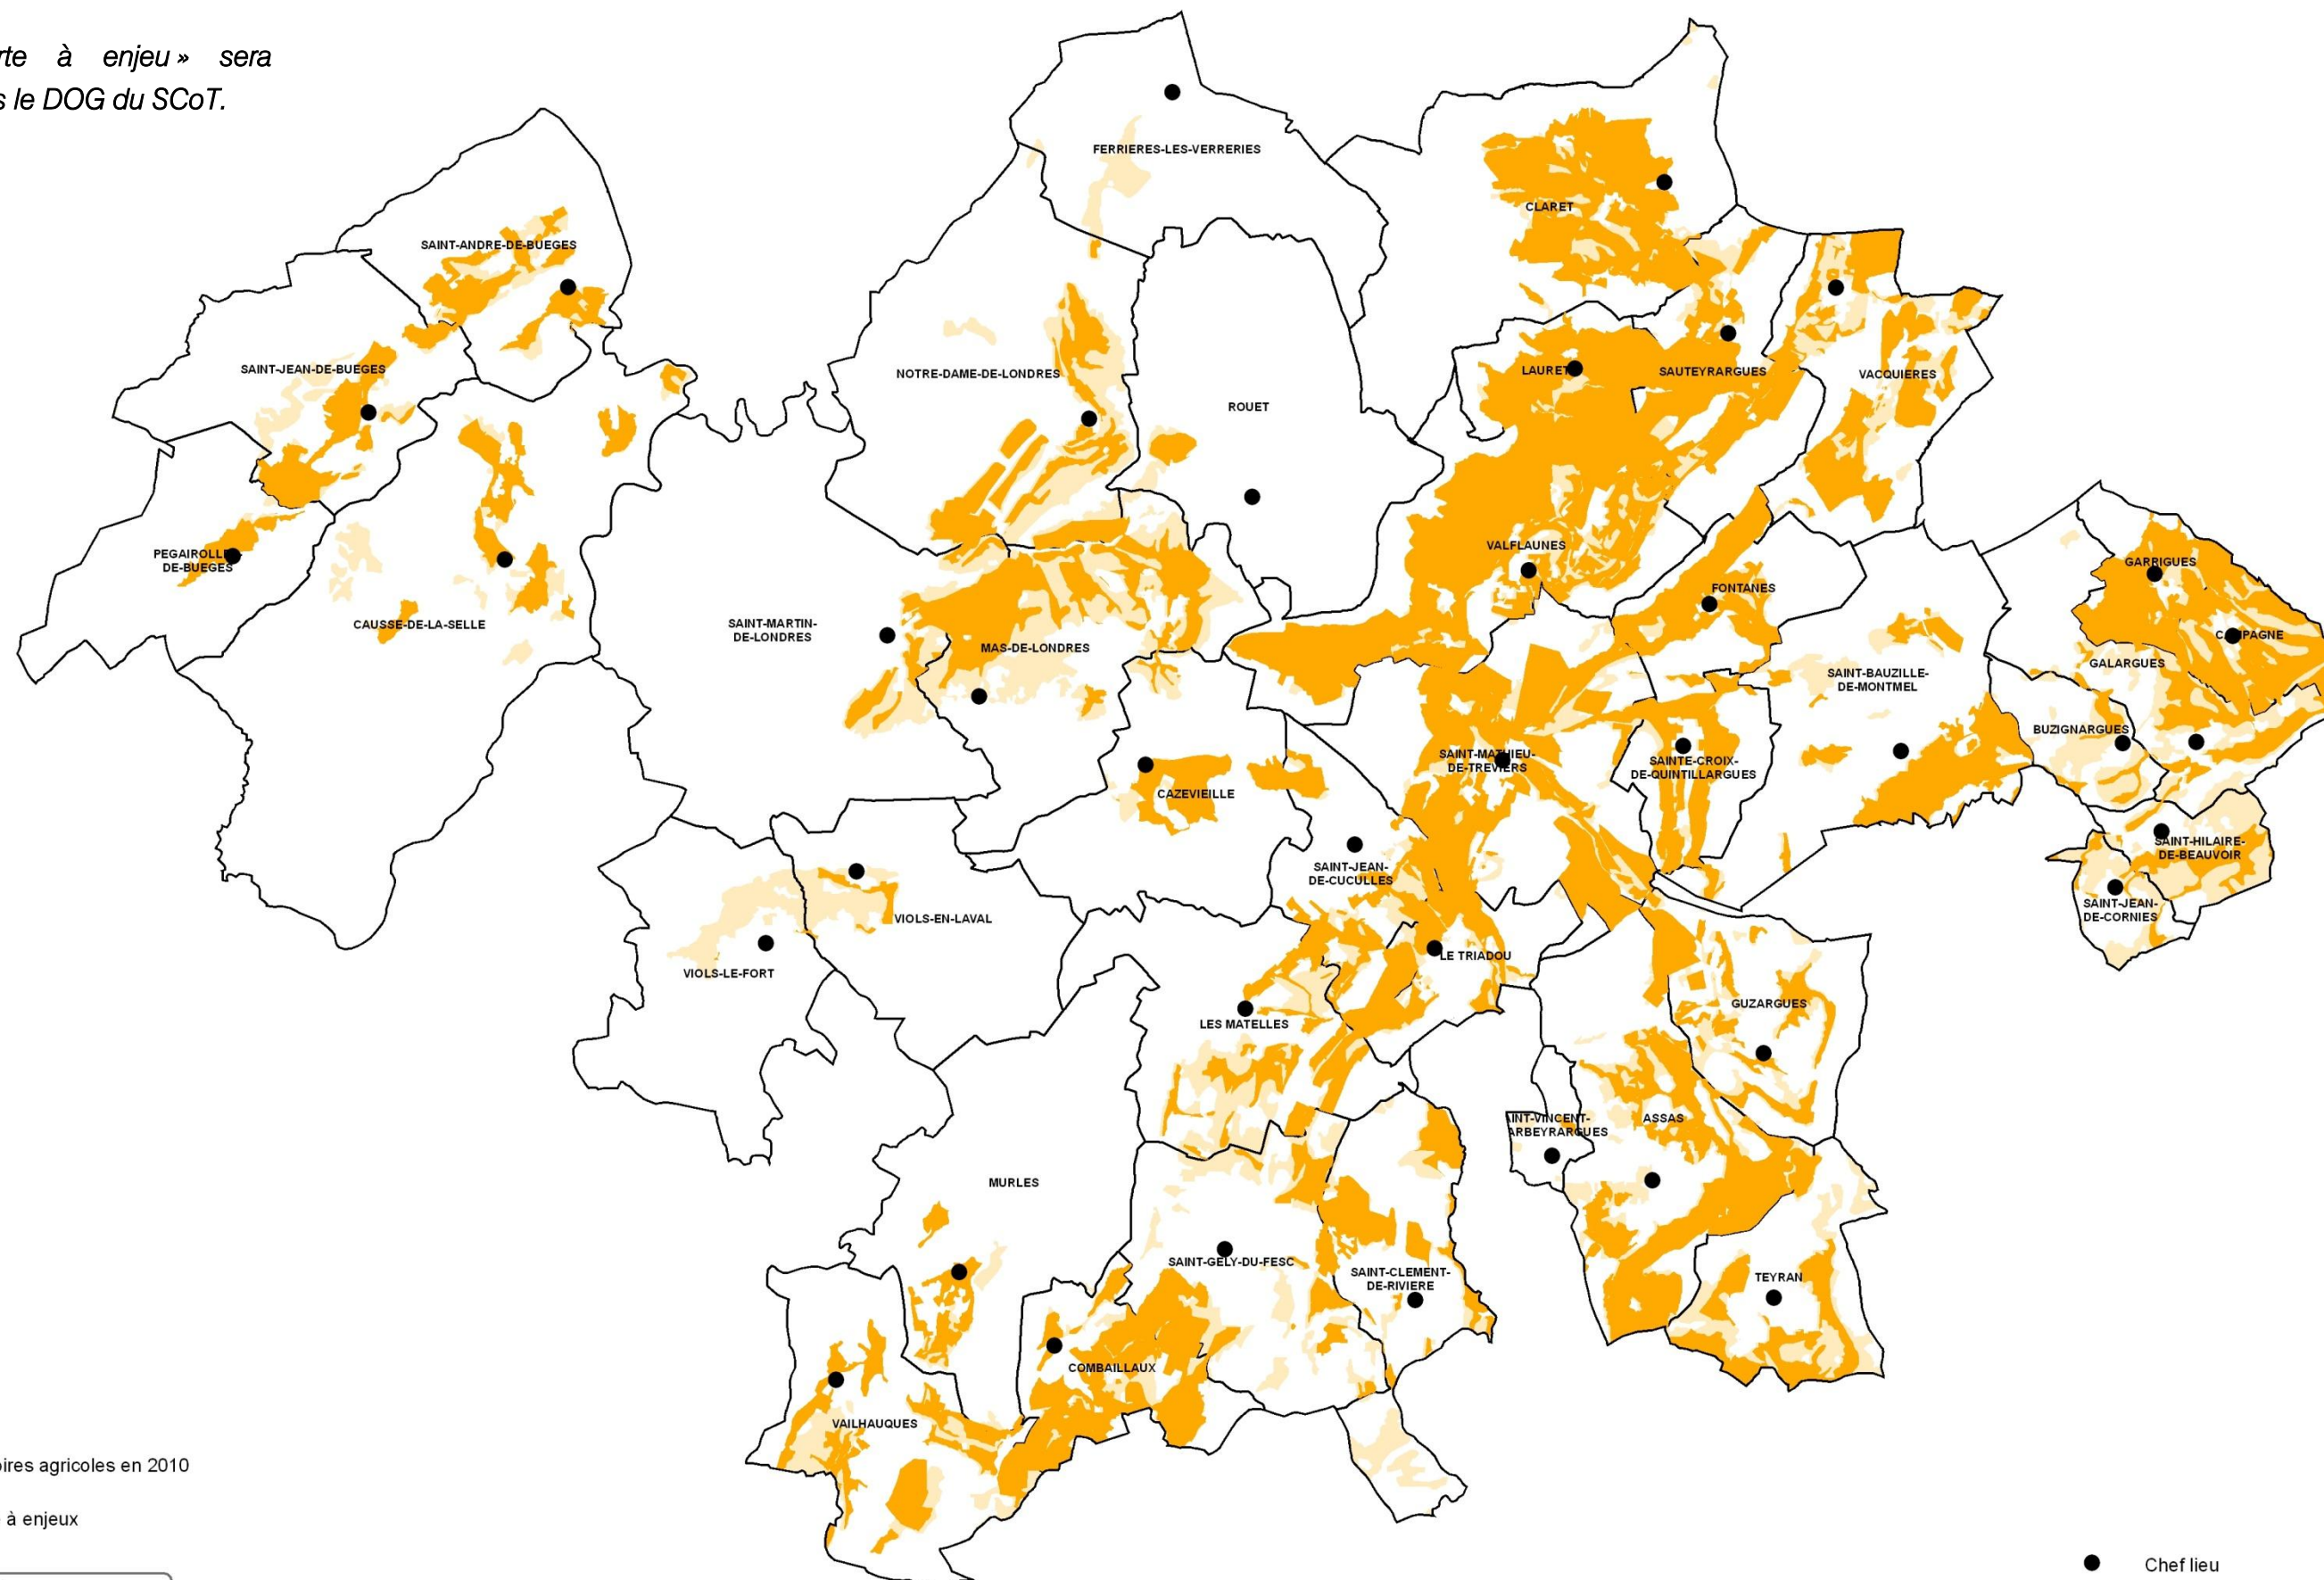 à enjeu » sera
le DOG du SCoT.
FERRIERES-LES-VERRERIES
CLARET
SAINT-ANDRE-DE-BUEGES
SAINT-JEAN-DE-BUEGES
NOTRE-DAME-DE-LONDRES
ROUET
LAURET
SAUTEYRARGUES
VACQUIERES
PEGAIROLLES-
DE-BUEGES
CAUSSE-DE-LA-SELLE
VALFLAUNES
FONTANES
GARRIGUES
CAMPAGNE
GALARGUES
SAINT-MARTIN-
DE-LONDRES
MAS-DE-LONDRES
SAINT-BAUZILLE-
DE-MONTMEL
BUZIGNARGUES
SAINT-MATHIEU-
DE-TREVIERS
SAINTE-CROIX-
DE-QUINTILLARGUES
CAZEVIEILLE
SAINT-HILAIRE-
DE-BEAUVOIR
SAINT-JEAN-
DE-CUCULLES
SAINT-JEAN-
DE-CORNIES
VIOLS-EN-LAVAL
VIOLS-LE-FORT
LE TRIADOU
LES MATELLES
GUZARGUES
AINT-VINCENT-
ARBEYRARGUES
ASSAS
MURLES
SAINT-GELY-DU-FESC
SAINT-CLEMENT-
DE-RIVIERE
TEYRAN
COMBAILLAUX
VAILHAUQUES
oires agricoles en 2010
à enjeux
Chef lieu